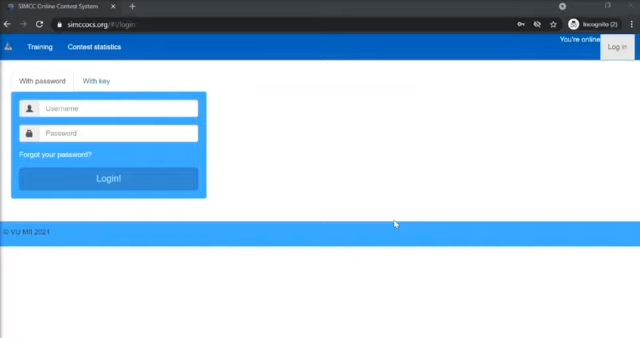 SIMCC Online Contest System
simccocs.org/#!/login
Incognito (2)
Training
Contest statistics
You're online
Log in
With password
With key
Username
Password
Forgot your password?
Login!
© VU MII 2021